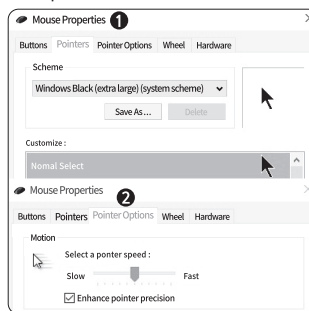 Mouse Properties 1
Buttons Pointers Pointer Options Wheel Hardware
Scheme
Windows Black (extra large) (system scheme)
Save As ... Delete
Customize :
Nomal Select
Mouse Properties
2
Buttons Pointers Pointer Options Wheel Hardware
Motion
Select a ponter speed :
Slow Fast
Enhance pointer precision